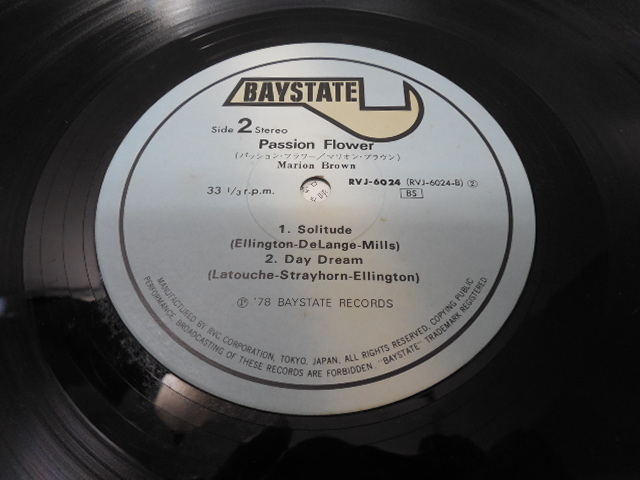 BAYSTATE
Side 2 Stereo
Passion Flower
(パッション・フラワー/マリオン・ブラウン)
Marion Brown
33 1/3 r.p.m.
RVJ-6024 (RVJ-6024-B) ②
BS
1. Solitude
(Ellington-DeLange-Mills)
2. Day Dream
(Latouche-Strayhorn-Ellington)
℗ '78 BAYSTATE RECORDS
MANUFACTURED BY RVC CORPORATION, TOKYO, JAPAN, ALL RIGHTS RESERVED, COPYING PUBLIC
PERFORMANCE, BROADCASTING OF THESE RECORDS ARE FORBIDDEN. "BAYSTATE" TRADEMARK REGISTERED